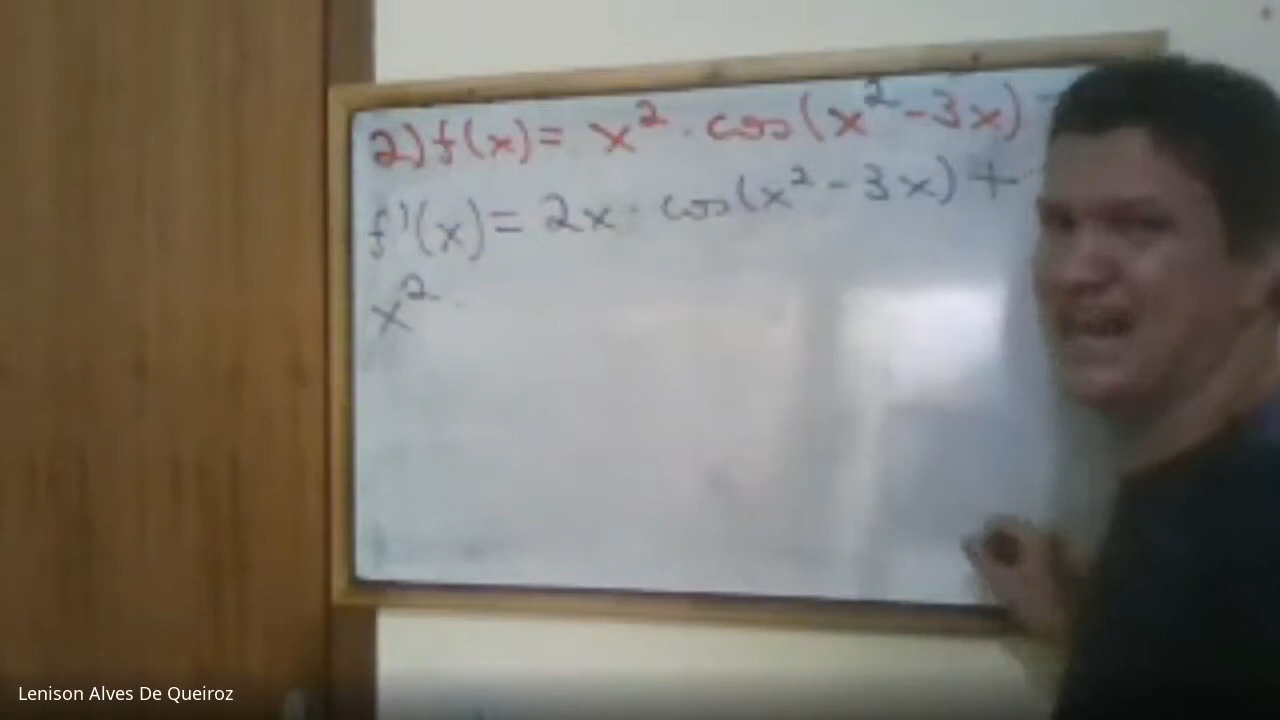 2) f(x) = x² · cos(x² - 3x)
f'(x) = 2x · cos(x² - 3x) +
x² ·
Lenison Alves De Queiroz